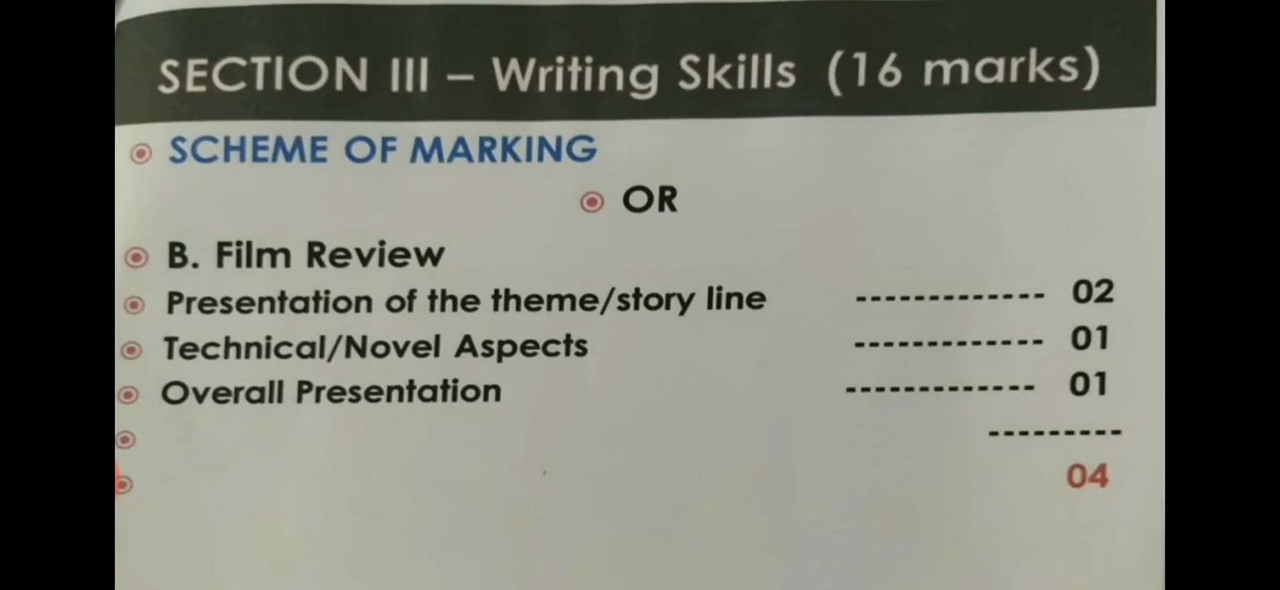 SECTION III – Writing Skills (16 marks)
SCHEME OF MARKING
OR
B. Film Review
Presentation of the theme/story line ------------- 02
Technical/Novel Aspects ------------- 01
Overall Presentation ------------- 01
---------
04